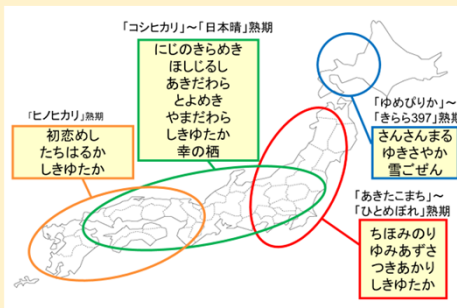 「コシヒカリ」～「日本晴」熟期
にじのきらめき
ほしじるし
あきだわら
とよめき
やまだわら
しきゆたか
幸の栖
「ヒノヒカリ」熟期
初恋めし
たちはるか
しきゆたか
「ゆめぴりか」～
「きらら397」熟期
さんさんまる
ゆきさやか
雪ごぜん
「あきたこまち」～
「ひとめぼれ」熟期
ちほみのり
ゆみあずさ
つきあかり
しきゆたか